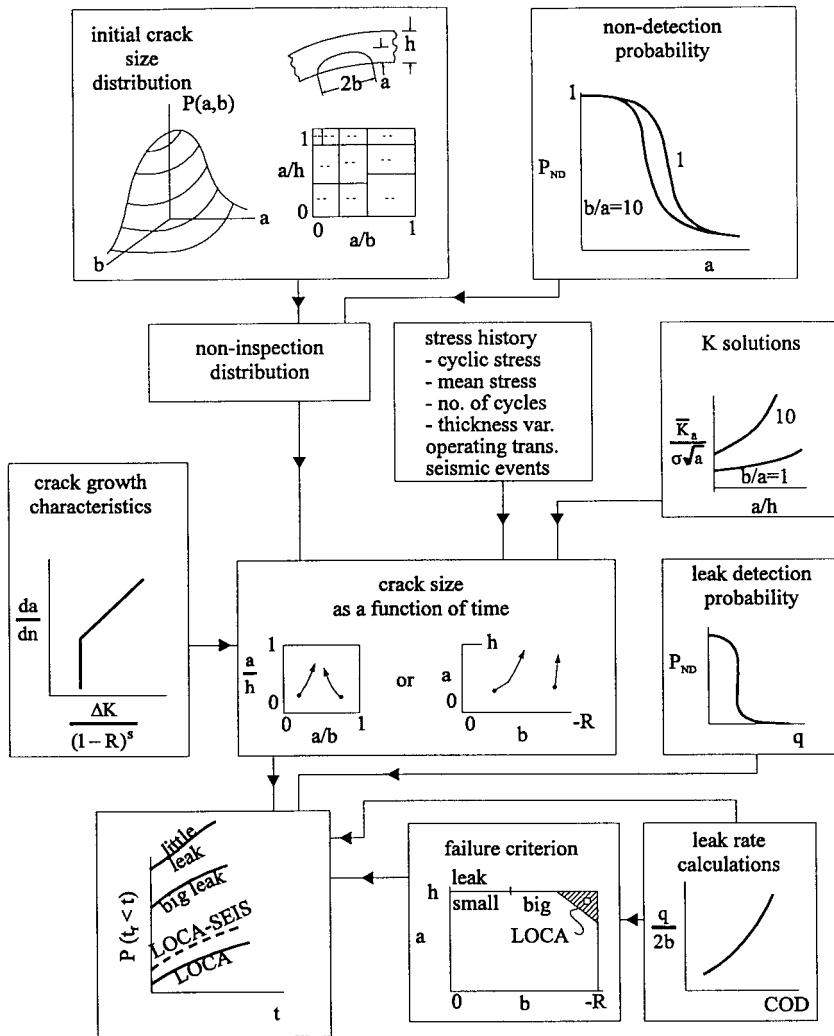 initial crack
size
distribution
P(a,b)
a
b
h
2b
a
1
a/h
0
0
1
a/b
non-detection
probability
1
P_ND
1
b/a=10
a
non-inspection
distribution
stress history
- cyclic stress
- mean stress
- no. of cycles
- thickness var.
operating trans.
seismic events
K solutions
K̅_a
σ√a
10
b/a=1
a/h
crack growth
characteristics
da
dn
ΔK
(1−R)^s
crack size
as a function of time
1
a
h
0
0
1
a/b
or
h
a
0
b
-R
leak detection
probability
P_ND
q
little
leak
big leak
LOCA-SEIS
LOCA
t
failure criterion
h
leak
small
big
a
LOCA
0
b
-R
leak rate
calculations
q
2b
COD